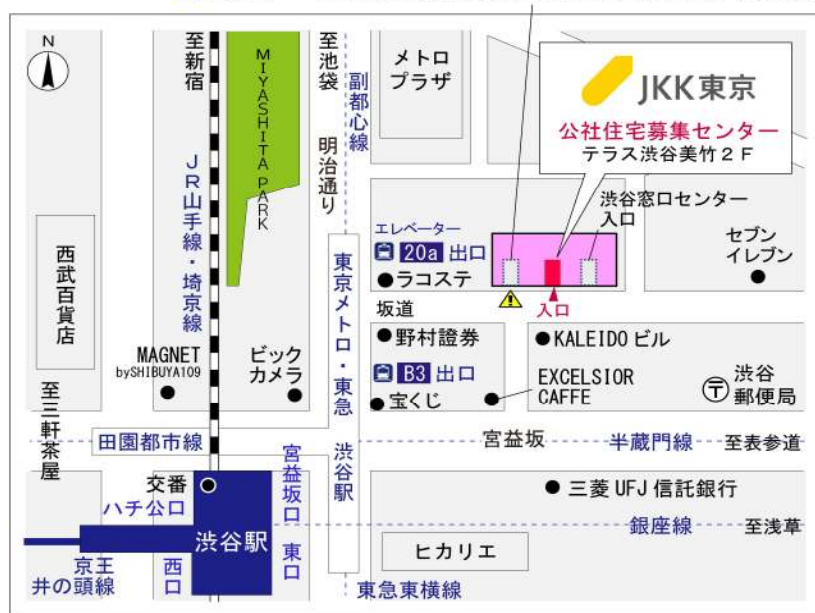 N
至新宿
MIYASHITA PARK
至池袋
副都心線
明治通り
メトロ
プラザ
JKK東京
公社住宅募集センター
テラス渋谷美竹2F
JR山手線・埼京線
渋谷窓口センター
入口
エレベーター
20a 出口
ラコステ
セブン
イレブン
西武百貨店
東京メトロ・東急
渋谷駅
坂道
入口
野村證券
KALEIDO ビル
MAGNET
bySHIBUYA109
ビック
カメラ
B3 出口
EXCELSIOR
CAFFE
渋谷
郵便局
宝くじ
至三軒茶屋
田園都市線
宮益坂
半蔵門線
至表参道
宮益坂口
交番
三菱 UFJ 信託銀行
ハチ公口
渋谷駅
銀座線
至浅草
東口
西口
ヒカリエ
京王
井の頭線
東急東横線